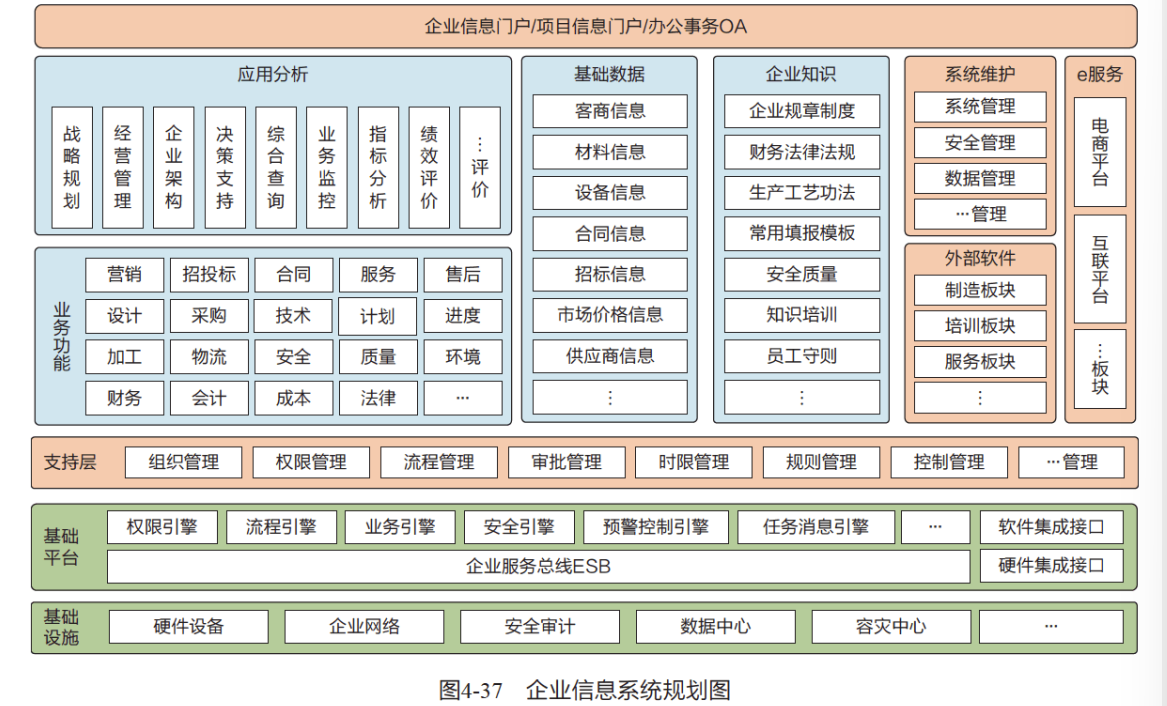 企业信息门户/项目信息门户/办公事务OA
应用分析
战略规划
经营管理
企业架构
决策支持
综合查询
业务监控
指标分析
绩效评价
…评价
业务功能
营销 招投标 合同 服务 售后
设计 采购 技术 计划 进度
加工 物流 安全 质量 环境
财务 会计 成本 法律 …
基础数据
客商信息
材料信息
设备信息
合同信息
招标信息
市场价格信息
供应商信息
⋮
企业知识
企业规章制度
财务法律法规
生产工艺功法
常用填报模板
安全质量
知识培训
员工守则
⋮
系统维护
系统管理
安全管理
数据管理
…管理
外部软件
制造板块
培训板块
服务板块
⋮
e服务
电商平台
互联平台
…板块
支持层 组织管理 权限管理 流程管理 审批管理 时限管理 规则管理 控制管理 …管理
基础
平台
权限引擎 流程引擎 业务引擎 安全引擎 预警控制引擎 任务消息引擎 … 软件集成接口
企业服务总线ESB 硬件集成接口
基础
设施
硬件设备 企业网络 安全审计 数据中心 容灾中心 …
图4-37 企业信息系统规划图